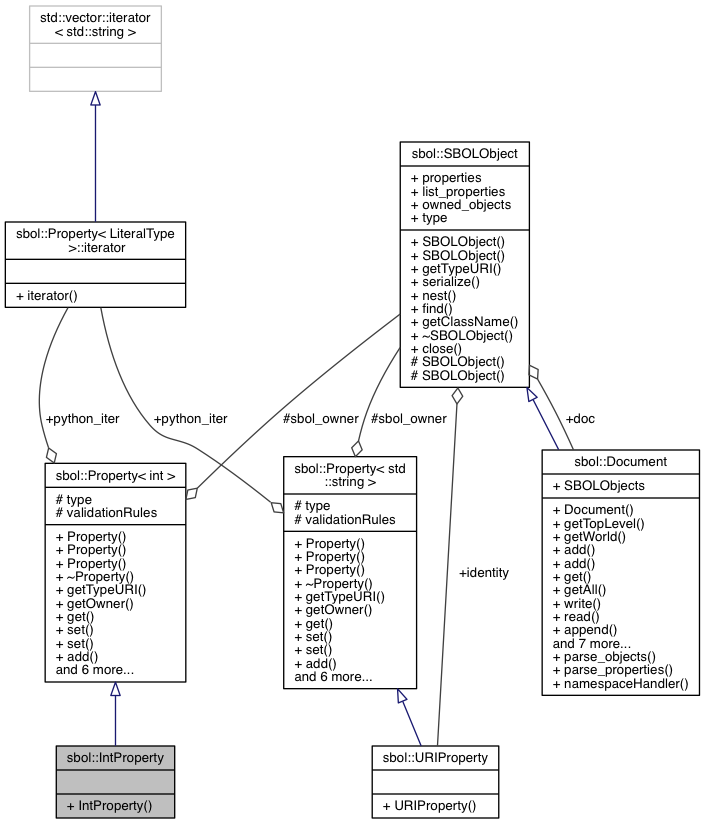 std::vector::iterator
< std::string >
sbol::SBOLObject
+ properties
+ list_properties
+ owned_objects
+ type
+ SBOLObject()
+ SBOLObject()
+ getTypeURI()
+ serialize()
+ nest()
+ find()
+ getClassName()
+ ~SBOLObject()
+ close()
# SBOLObject()
# SBOLObject()
sbol::Property< LiteralType
>::iterator
+ iterator()
+python_iter
+python_iter
#sbol_owner
#sbol_owner
+doc
sbol::Property< int >
# type
# validationRules
+ Property()
+ Property()
+ Property()
+ ~Property()
+ getTypeURI()
+ getOwner()
+ get()
+ set()
+ set()
+ add()
and 6 more...
sbol::Property< std
::string >
# type
# validationRules
+ Property()
+ Property()
+ Property()
+ ~Property()
+ getTypeURI()
+ getOwner()
+ get()
+ set()
+ set()
+ add()
and 6 more...
+identity
sbol::Document
+ SBOLObjects
+ Document()
+ getTopLevel()
+ getWorld()
+ add()
+ add()
+ get()
+ getAll()
+ write()
+ read()
+ append()
and 7 more...
+ parse_objects()
+ parse_properties()
+ namespaceHandler()
sbol::IntProperty
+ IntProperty()
sbol::URIProperty
+ URIProperty()